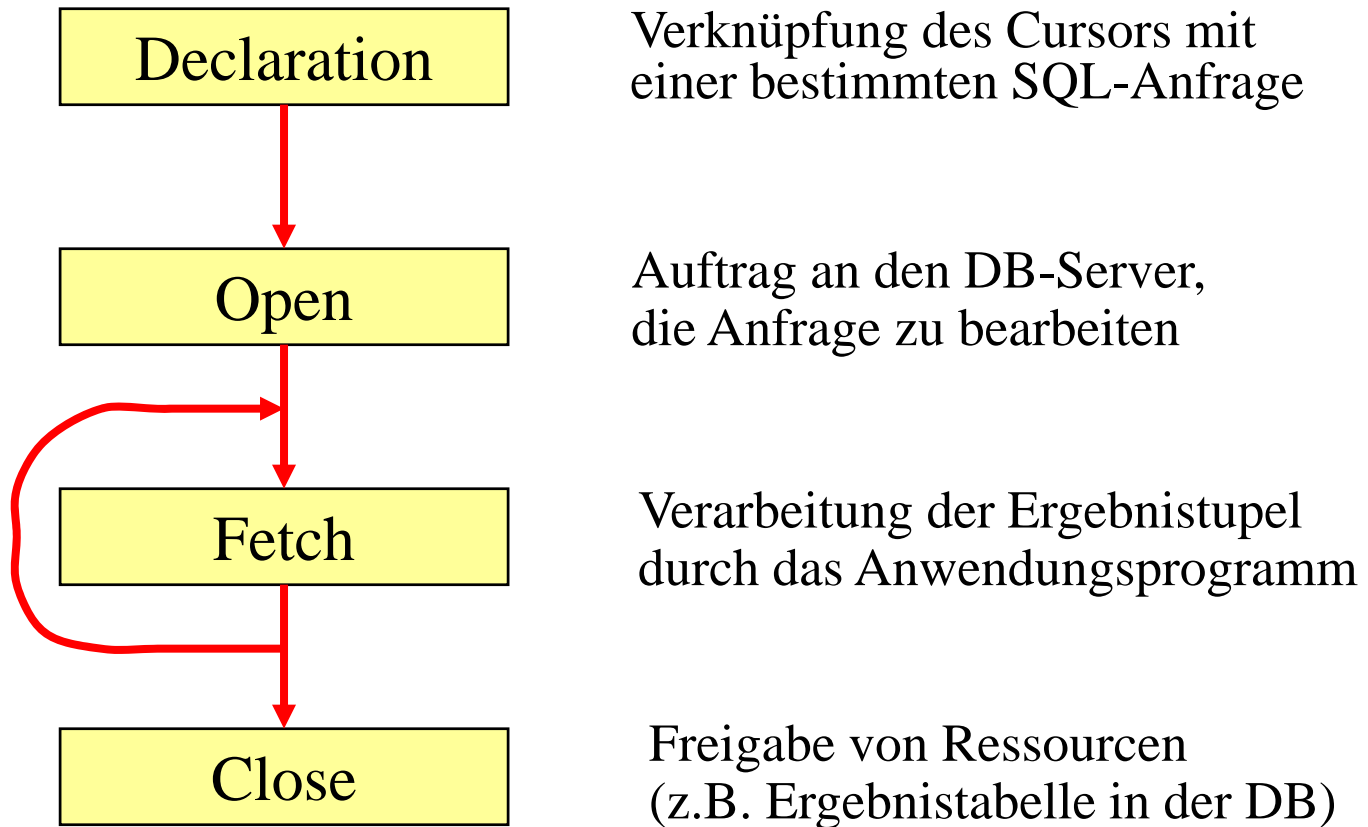 Declaration
Verknüpfung des Cursors mit
einer bestimmten SQL-Anfrage
Open
Auftrag an den DB-Server,
die Anfrage zu bearbeiten
Fetch
Verarbeitung der Ergebnistupel
durch das Anwendungsprogramm
Close
Freigabe von Ressourcen
(z.B. Ergebnistabelle in der DB)